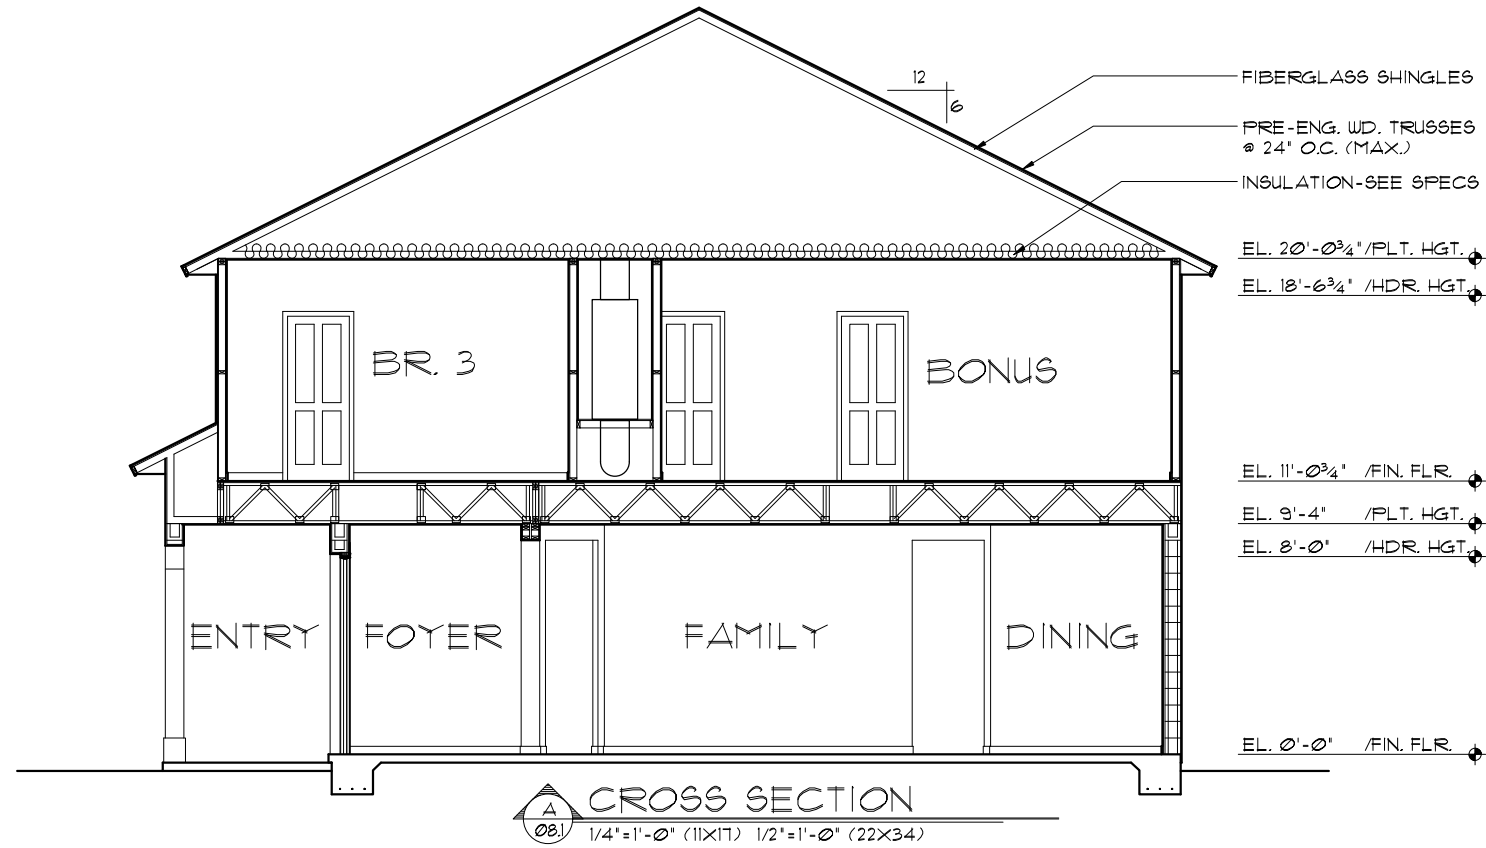 12
6
FIBERGLASS SHINGLES
PRE-ENG. WD. TRUSSES
@ 24" O.C. (MAX.)
INSULATION-SEE SPECS
EL. 20'-0¾"/PLT. HGT.
EL. 18'-6¾" /HDR. HGT.
BR. 3
BONUS
EL. 11'-0¾" /FIN. FLR.
EL. 9'-4" /PLT. HGT.
EL. 8'-0" /HDR. HGT.
ENTRY
FOYER
FAMILY
DINING
EL. 0'-0" /FIN. FLR.
A
08.1
CROSS SECTION
1/4"=1'-0" (11X17) 1/2"=1'-0" (22X34)